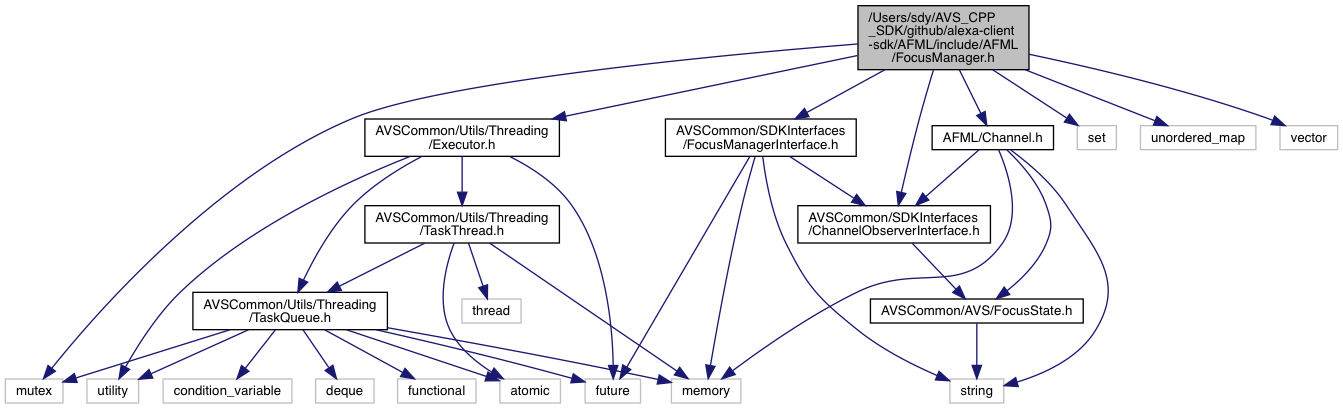 /Users/sdy/AVS_CPP
_SDK/github/alexa-client
-sdk/AFML/include/AFML
/FocusManager.h
AVSCommon/Utils/Threading
/Executor.h
AVSCommon/SDKInterfaces
/FocusManagerInterface.h
AFML/Channel.h
set
unordered_map
vector
AVSCommon/Utils/Threading
/TaskThread.h
AVSCommon/SDKInterfaces
/ChannelObserverInterface.h
AVSCommon/Utils/Threading
/TaskQueue.h
thread
AVSCommon/AVS/FocusState.h
mutex
utility
condition_variable
deque
functional
atomic
future
memory
string